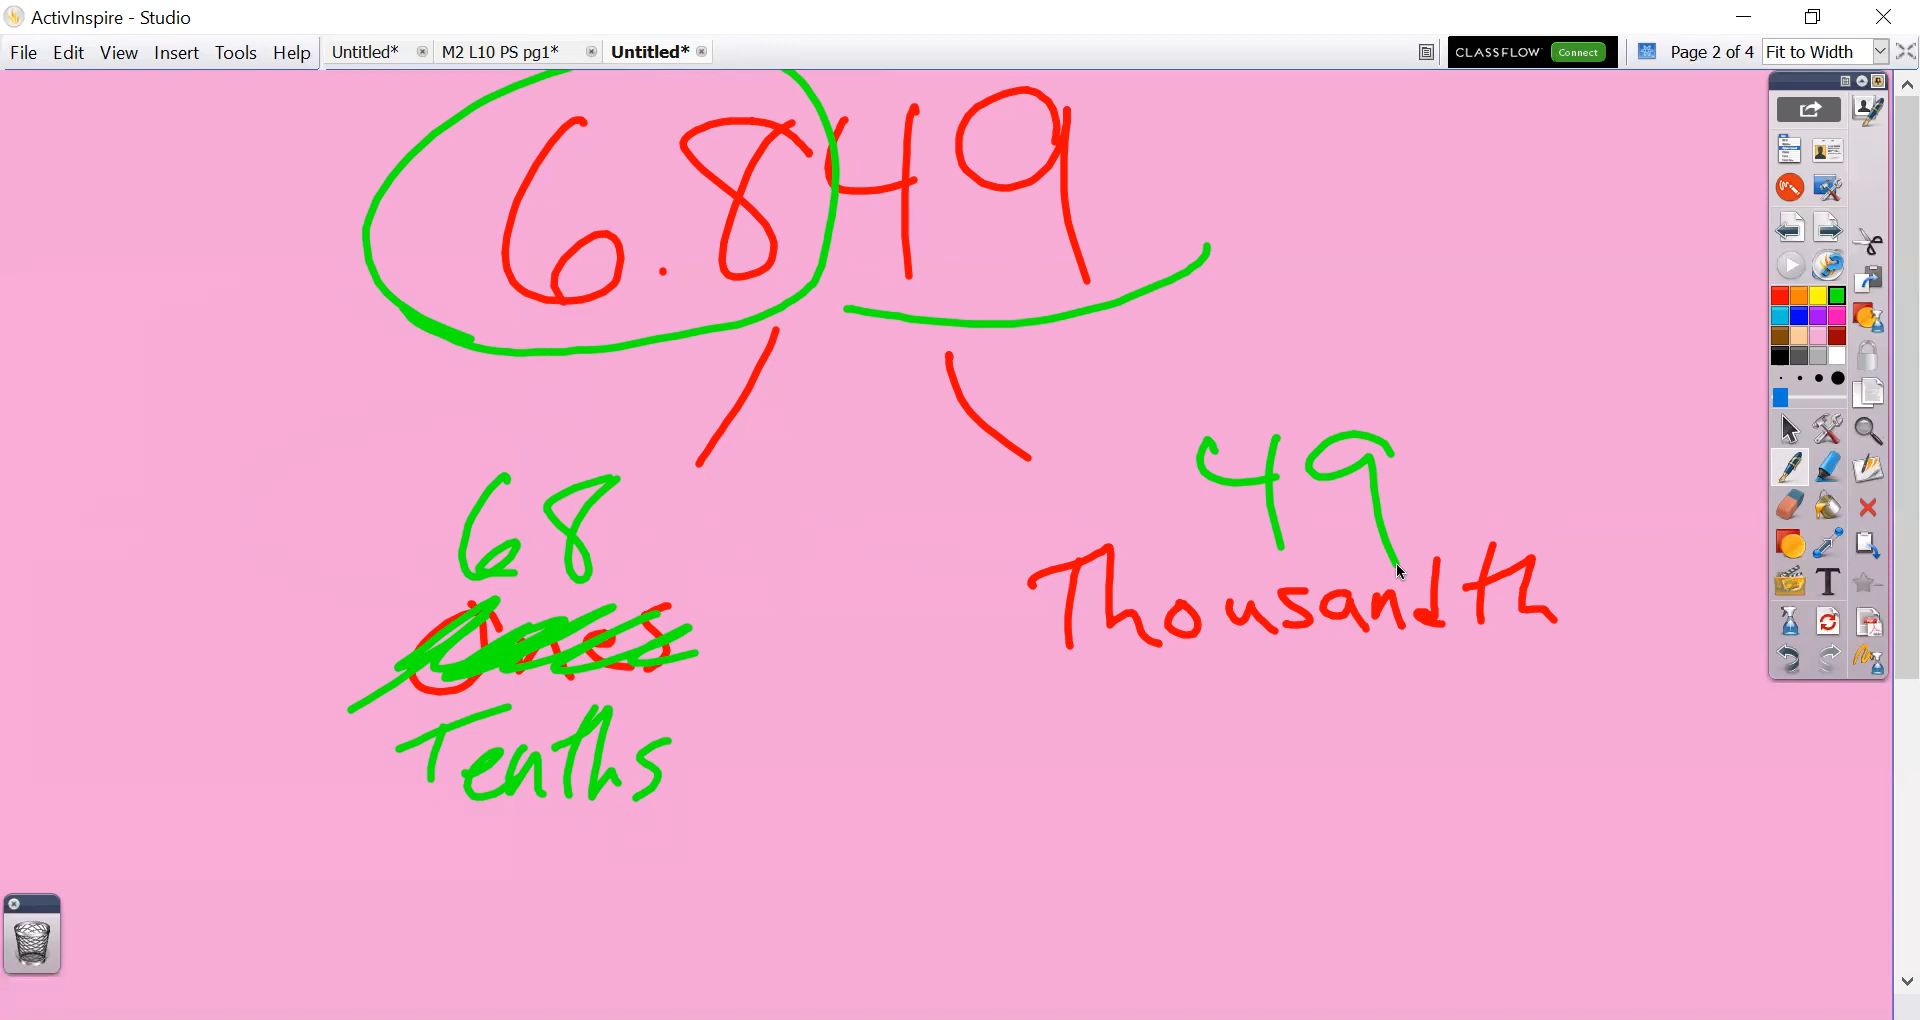 ActivInspire - Studio
File Edit View Insert Tools Help Untitled* M2 L10 PS pg1* Untitled* CLASSFLOW Connect Page 2 of 4 Fit to Width
6.849
68 49
Thousandth
Ones
Tenths